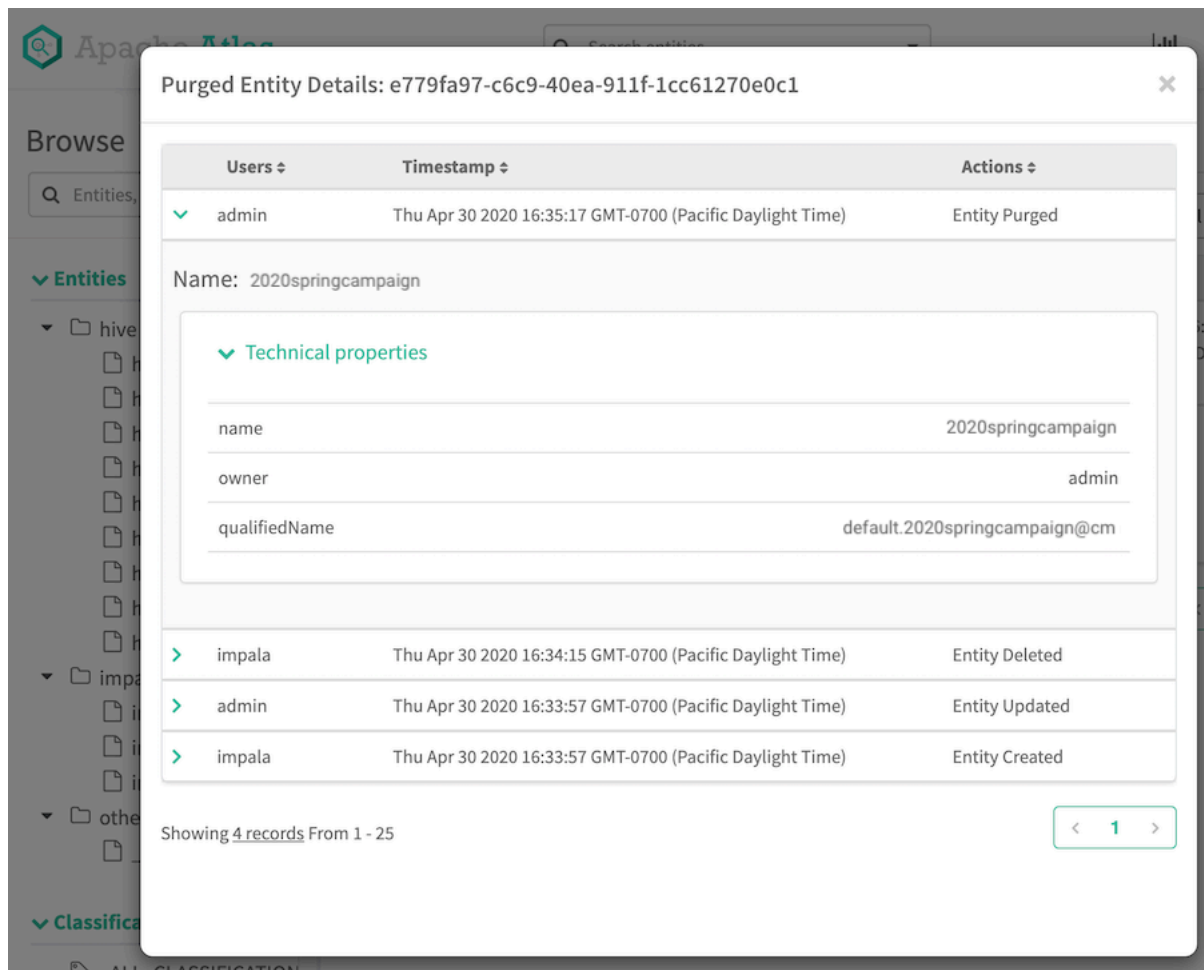 Apache Atlas
Search entities
Purged Entity Details: e779fa97-c6c9-40ea-911f-1cc61270e0c1
Browse
Entities,
Users Timestamp Actions
admin Thu Apr 30 2020 16:35:17 GMT-0700 (Pacific Daylight Time) Entity Purged
Name: 2020springcampaign
Technical properties
name 2020springcampaign
owner admin
qualifiedName default.2020springcampaign@cm
impala Thu Apr 30 2020 16:34:15 GMT-0700 (Pacific Daylight Time) Entity Deleted
admin Thu Apr 30 2020 16:33:57 GMT-0700 (Pacific Daylight Time) Entity Updated
impala Thu Apr 30 2020 16:33:57 GMT-0700 (Pacific Daylight Time) Entity Created
Showing 4 records From 1 - 25
1
Entities
hive
impa
othe
Classifica